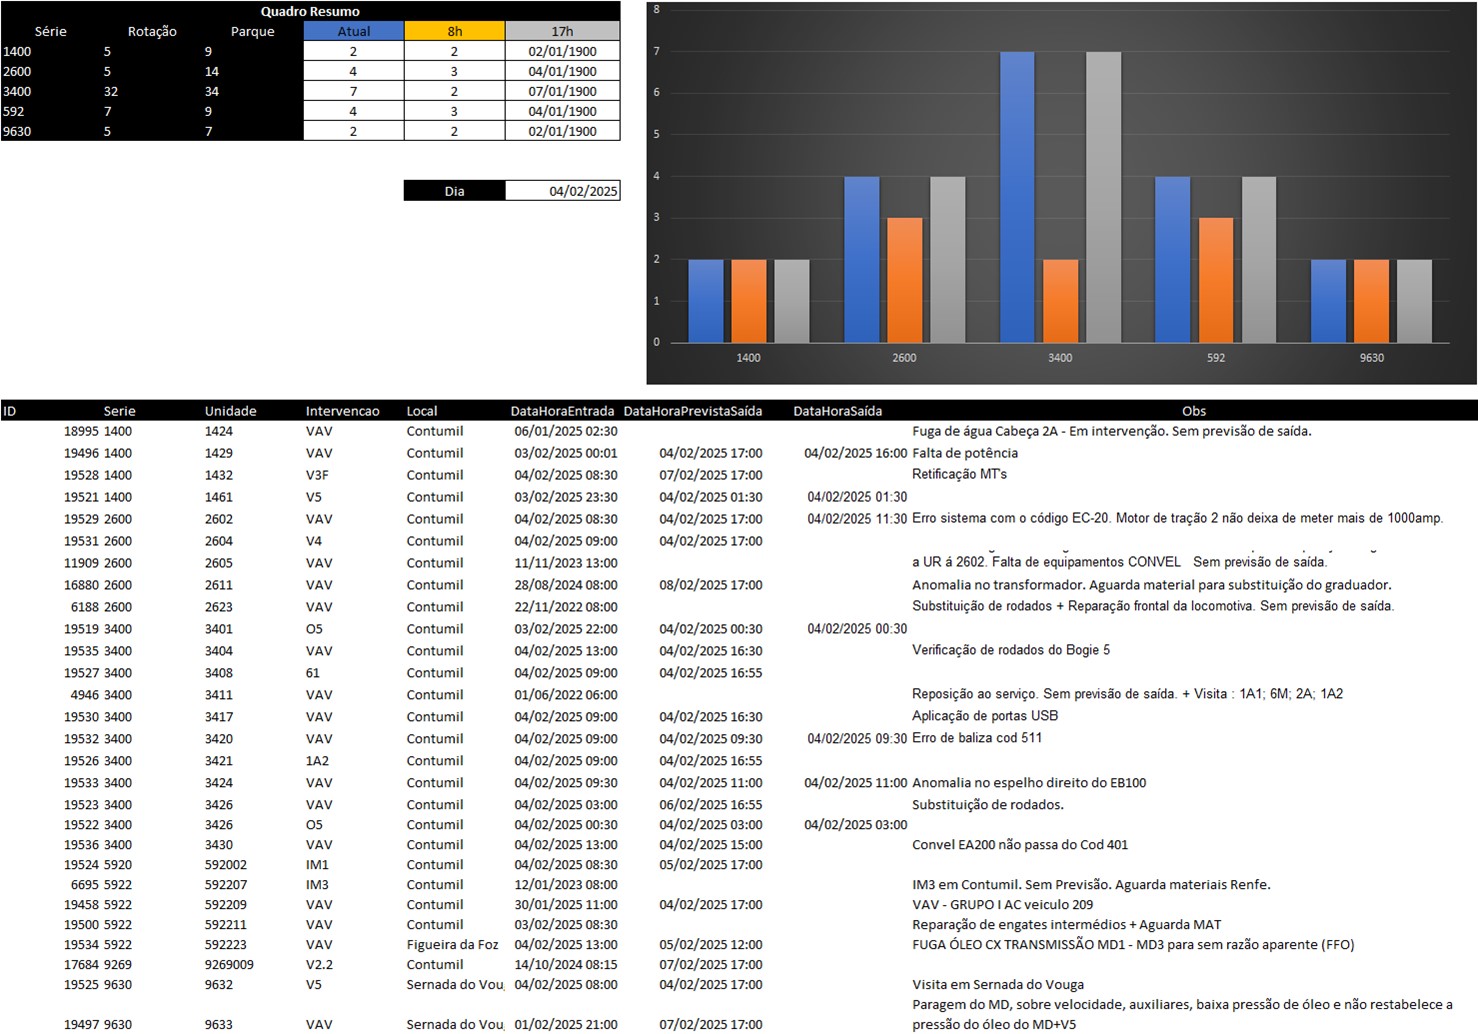 Quadro Resumo
Série Rotação Parque Atual 8h 17h
1400 5 9 2 2 02/01/1900
2600 5 14 4 3 04/01/1900
3400 32 34 7 2 07/01/1900
592 7 9 4 3 04/01/1900
9630 5 7 2 2 02/01/1900
Dia 04/02/2025
8
7
6
5
4
3
2
1
0
1400 2600 3400 592 9630
ID Serie Unidade Intervencao Local DataHoraEntrada DataHoraPrevistaSaída DataHoraSaída Obs
18995 1400 1424 VAV Contumil 06/01/2025 02:30 Fuga de água Cabeça 2A - Em intervenção. Sem previsão de saída.
19496 1400 1429 VAV Contumil 03/02/2025 00:01 04/02/2025 17:00 04/02/2025 16:00 Falta de potência
19528 1400 1432 V3F Contumil 04/02/2025 08:30 07/02/2025 17:00 Retificação MT's
19521 1400 1461 V5 Contumil 03/02/2025 23:30 04/02/2025 01:30 04/02/2025 01:30
19529 2600 2602 VAV Contumil 04/02/2025 08:30 04/02/2025 17:00 04/02/2025 11:30 Erro sistema com o código EC-20. Motor de tração 2 não deixa de meter mais de 1000amp.
19531 2600 2604 V4 Contumil 04/02/2025 09:00 04/02/2025 17:00
11909 2600 2605 VAV Contumil 11/11/2023 13:00 a UR á 2602. Falta de equipamentos CONVEL Sem previsão de saída.
16880 2600 2611 VAV Contumil 28/08/2024 08:00 08/02/2025 17:00 Anomalia no transformador. Aguarda material para substituição do graduador.
6188 2600 2623 VAV Contumil 22/11/2022 08:00 Substituição de rodados + Reparação frontal da locomotiva. Sem previsão de saída.
19519 3400 3401 O5 Contumil 03/02/2025 22:00 04/02/2025 00:30 04/02/2025 00:30
19535 3400 3404 VAV Contumil 04/02/2025 13:00 04/02/2025 16:30 Verificação de rodados do Bogie 5
19527 3400 3408 61 Contumil 04/02/2025 09:00 04/02/2025 16:55
4946 3400 3411 VAV Contumil 01/06/2022 06:00 Reposição ao serviço. Sem previsão de saída. + Visita : 1A1; 6M; 2A; 1A2
19530 3400 3417 VAV Contumil 04/02/2025 09:00 04/02/2025 16:30 Aplicação de portas USB
19532 3400 3420 VAV Contumil 04/02/2025 09:00 04/02/2025 09:30 04/02/2025 09:30 Erro de baliza cod 511
19526 3400 3421 1A2 Contumil 04/02/2025 09:00 04/02/2025 16:55
19533 3400 3424 VAV Contumil 04/02/2025 09:30 04/02/2025 11:00 04/02/2025 11:00 Anomalia no espelho direito do EB100
19523 3400 3426 VAV Contumil 04/02/2025 03:00 06/02/2025 16:55 Substituição de rodados.
19522 3400 3426 O5 Contumil 04/02/2025 00:30 04/02/2025 03:00 04/02/2025 03:00
19536 3400 3430 VAV Contumil 04/02/2025 13:00 04/02/2025 15:00 Convel EA200 não passa do Cod 401
19524 5920 592002 IM1 Contumil 04/02/2025 08:30 05/02/2025 17:00
6695 5922 592207 IM3 Contumil 12/01/2023 08:00 IM3 em Contumil. Sem Previsão. Aguarda materiais Renfe.
19458 5922 592209 VAV Contumil 30/01/2025 11:00 04/02/2025 17:00 VAV - GRUPO I AC veiculo 209
19500 5922 592211 VAV Contumil 03/02/2025 08:30 Reparação de engates intermédios + Aguarda MAT
19534 5922 592223 VAV Figueira da Foz 04/02/2025 13:00 05/02/2025 12:00 FUGA ÓLEO CX TRANSMISSÃO MD1 - MD3 para sem razão aparente (FFO)
17684 9269 9269009 V2.2 Contumil 14/10/2024 08:15 07/02/2025 17:00
19525 9630 9632 V5 Sernada do Vou 04/02/2025 08:00 04/02/2025 17:00 Visita em Sernada do Vouga
Paragem do MD, sobre velocidade, auxiliares, baixa pressão de óleo e não restabelece a
19497 9630 9633 VAV Sernada do Vou 01/02/2025 21:00 07/02/2025 17:00 pressão do óleo do MD+V5